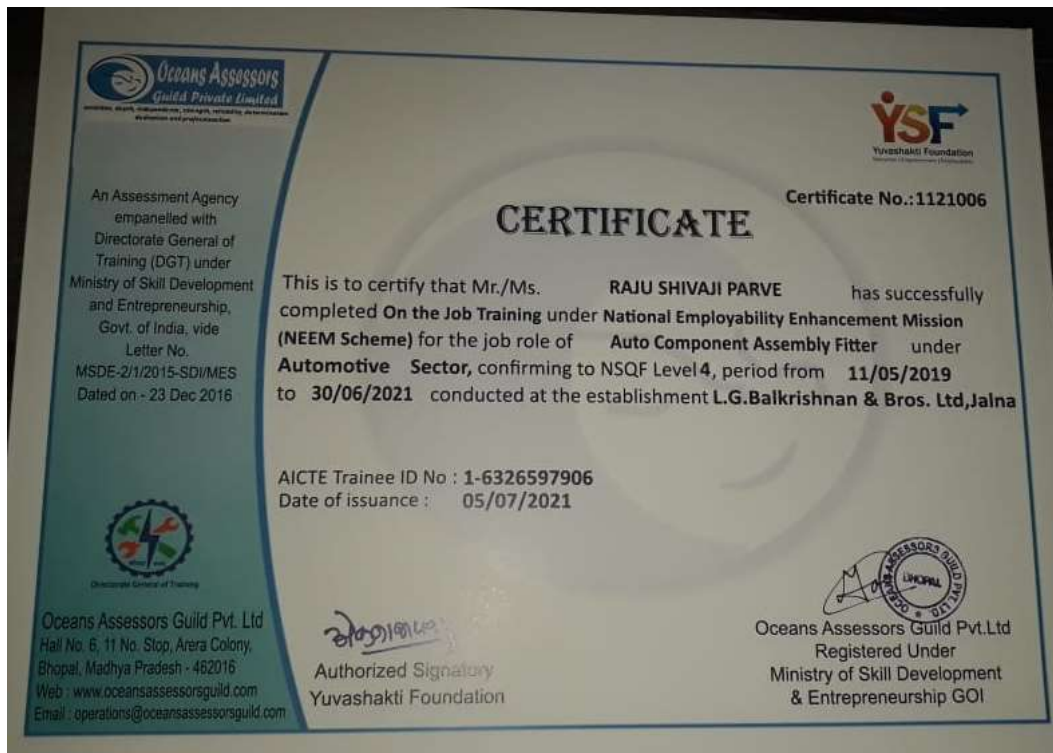 Oceans Assessors
Guild Private Limited
An Assessment Agency
empanelled with
Directorate General of
Training (DGT) under
Ministry of Skill Development
and Entrepreneurship,
Govt. of India, vide
Letter No.
MSDE-2/1/2015-SDI/MES
Dated on - 23 Dec 2016
Directorate General of Training
Oceans Assessors Guild Pvt. Ltd
Hall No. 6, 11 No. Stop, Arera Colony,
Bhopal, Madhya Pradesh - 462016
Web : www.oceansassessorsguild.com
Email : operations@oceansassessorsguild.com
YSF
Yuvashakti Foundation
Certificate No.:1121006
CERTIFICATE
This is to certify that Mr./Ms. RAJU SHIVAJI PARVE has successfully
completed On the Job Training under National Employability Enhancement Mission
(NEEM Scheme) for the job role of Auto Component Assembly Fitter under
Automotive Sector, confirming to NSQF Level 4, period from 11/05/2019
to 30/06/2021 conducted at the establishment L.G.Balkrishnan & Bros. Ltd,Jalna
AICTE Trainee ID No : 1-6326597906
Date of issuance : 05/07/2021
Authorized Signatory
Yuvashakti Foundation
OCEANS ASSESSORS GUILD PVT. LTD.
BHOPAL
Oceans Assessors Guild Pvt.Ltd
Registered Under
Ministry of Skill Development
& Entrepreneurship GOI